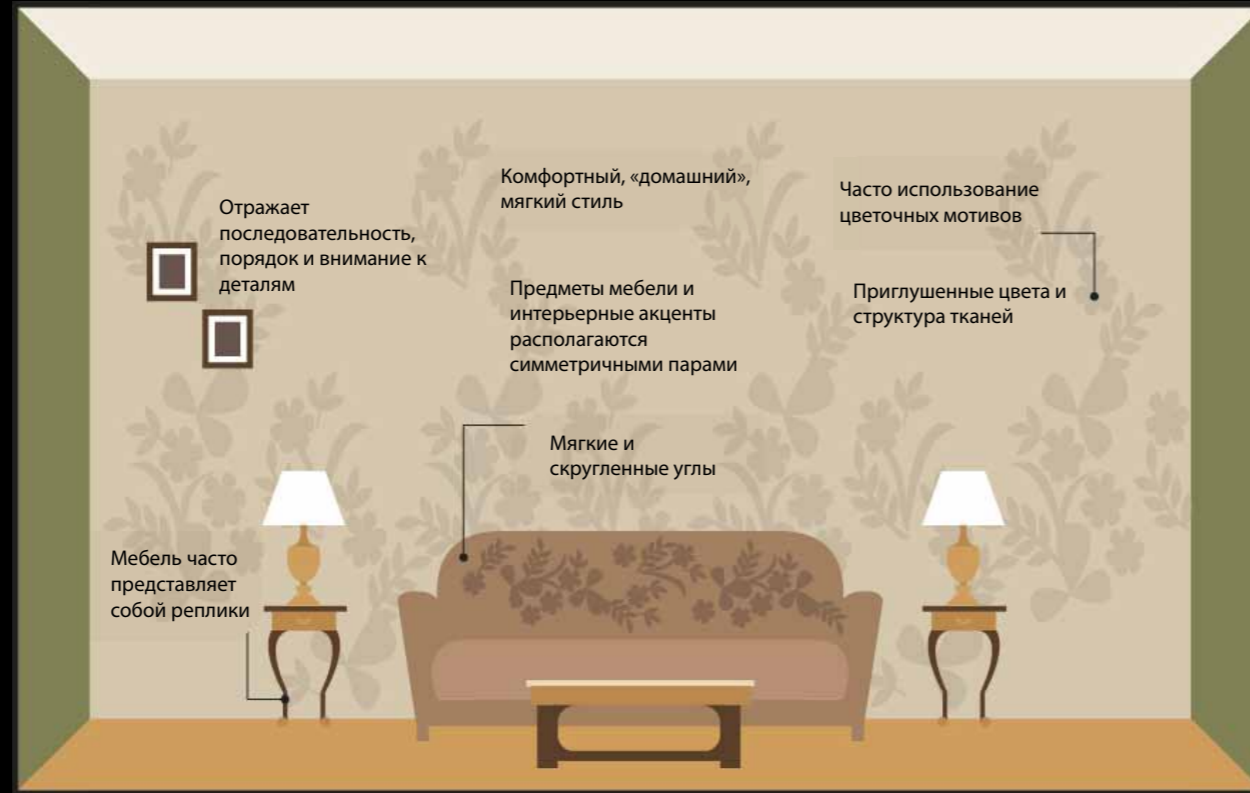 Отражает
последовательность,
порядок и внимание к
деталям
Комфортный, «домашний»,
мягкий стиль
Часто использование
цветочных мотивов
Предметы мебели и
интерьерные акценты
располагаются
симметричными парами
Приглушенные цвета и
структура тканей
Мягкие и
скругленные углы
Мебель часто
представляет
собой реплики